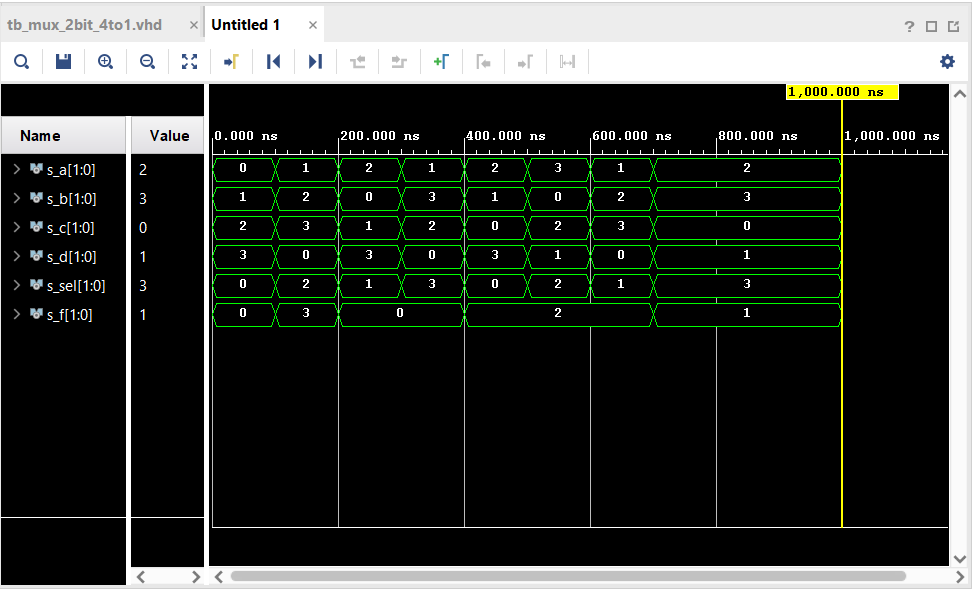 tb_mux_2bit_4to1.vhd × Untitled 1 × ?
1,000.000 ns
Name Value 0.000 ns 200.000 ns 400.000 ns 600.000 ns 800.000 ns 1,000.000 ns
s_a[1:0] 2 0 1 2 1 2 3 1 2
s_b[1:0] 3 1 2 0 3 1 0 2 3
s_c[1:0] 0 2 3 1 2 0 2 3 0
s_d[1:0] 1 3 0 3 0 3 1 0 1
s_sel[1:0] 3 0 2 1 3 0 2 1 3
s_f[1:0] 1 0 3 0 2 1